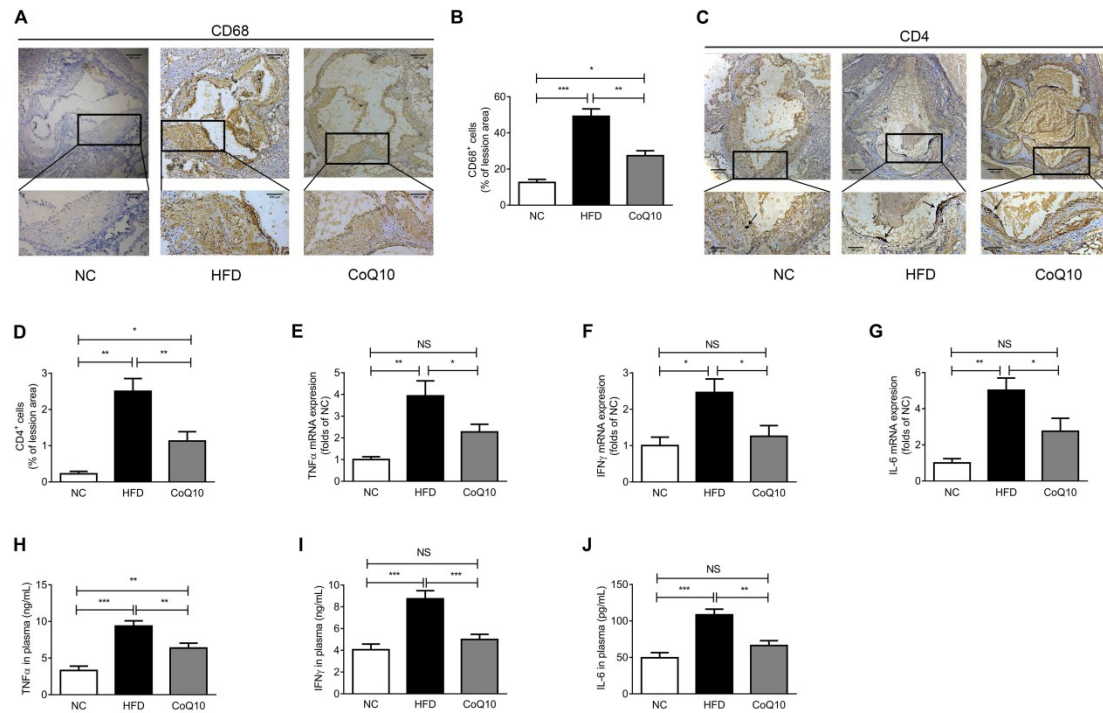 A
CD68
NC
HFD
CoQ10
B
*
*** **
CD68⁺ cells
(% of lession area)
60
40
20
0
NC HFD CoQ10
C
CD4
NC
HFD
CoQ10
D
*
** **
CD4⁺ cells
(% of lession area)
3
2
1
0
NC HFD CoQ10
E
NS
** *
TNFα mRNA expresion
(folds of NC)
5
4
3
2
1
0
NC HFD CoQ10
F
NS
* *
IFNγ mRNA expresion
(folds of NC)
3
2
1
0
NC HFD CoQ10
G
NS
** *
IL-6 mRNA expresion
(folds of NC)
6
4
2
0
NC HFD CoQ10
H
**
*** **
TNFα in plasma (ng/mL)
15
10
5
0
NC HFD CoQ10
I
NS
*** ***
IFNγ in plasma (ng/mL)
10
8
6
4
2
0
NC HFD CoQ10
J
NS
*** **
IL-6 in plasma (pg/mL)
150
100
50
0
NC HFD CoQ10